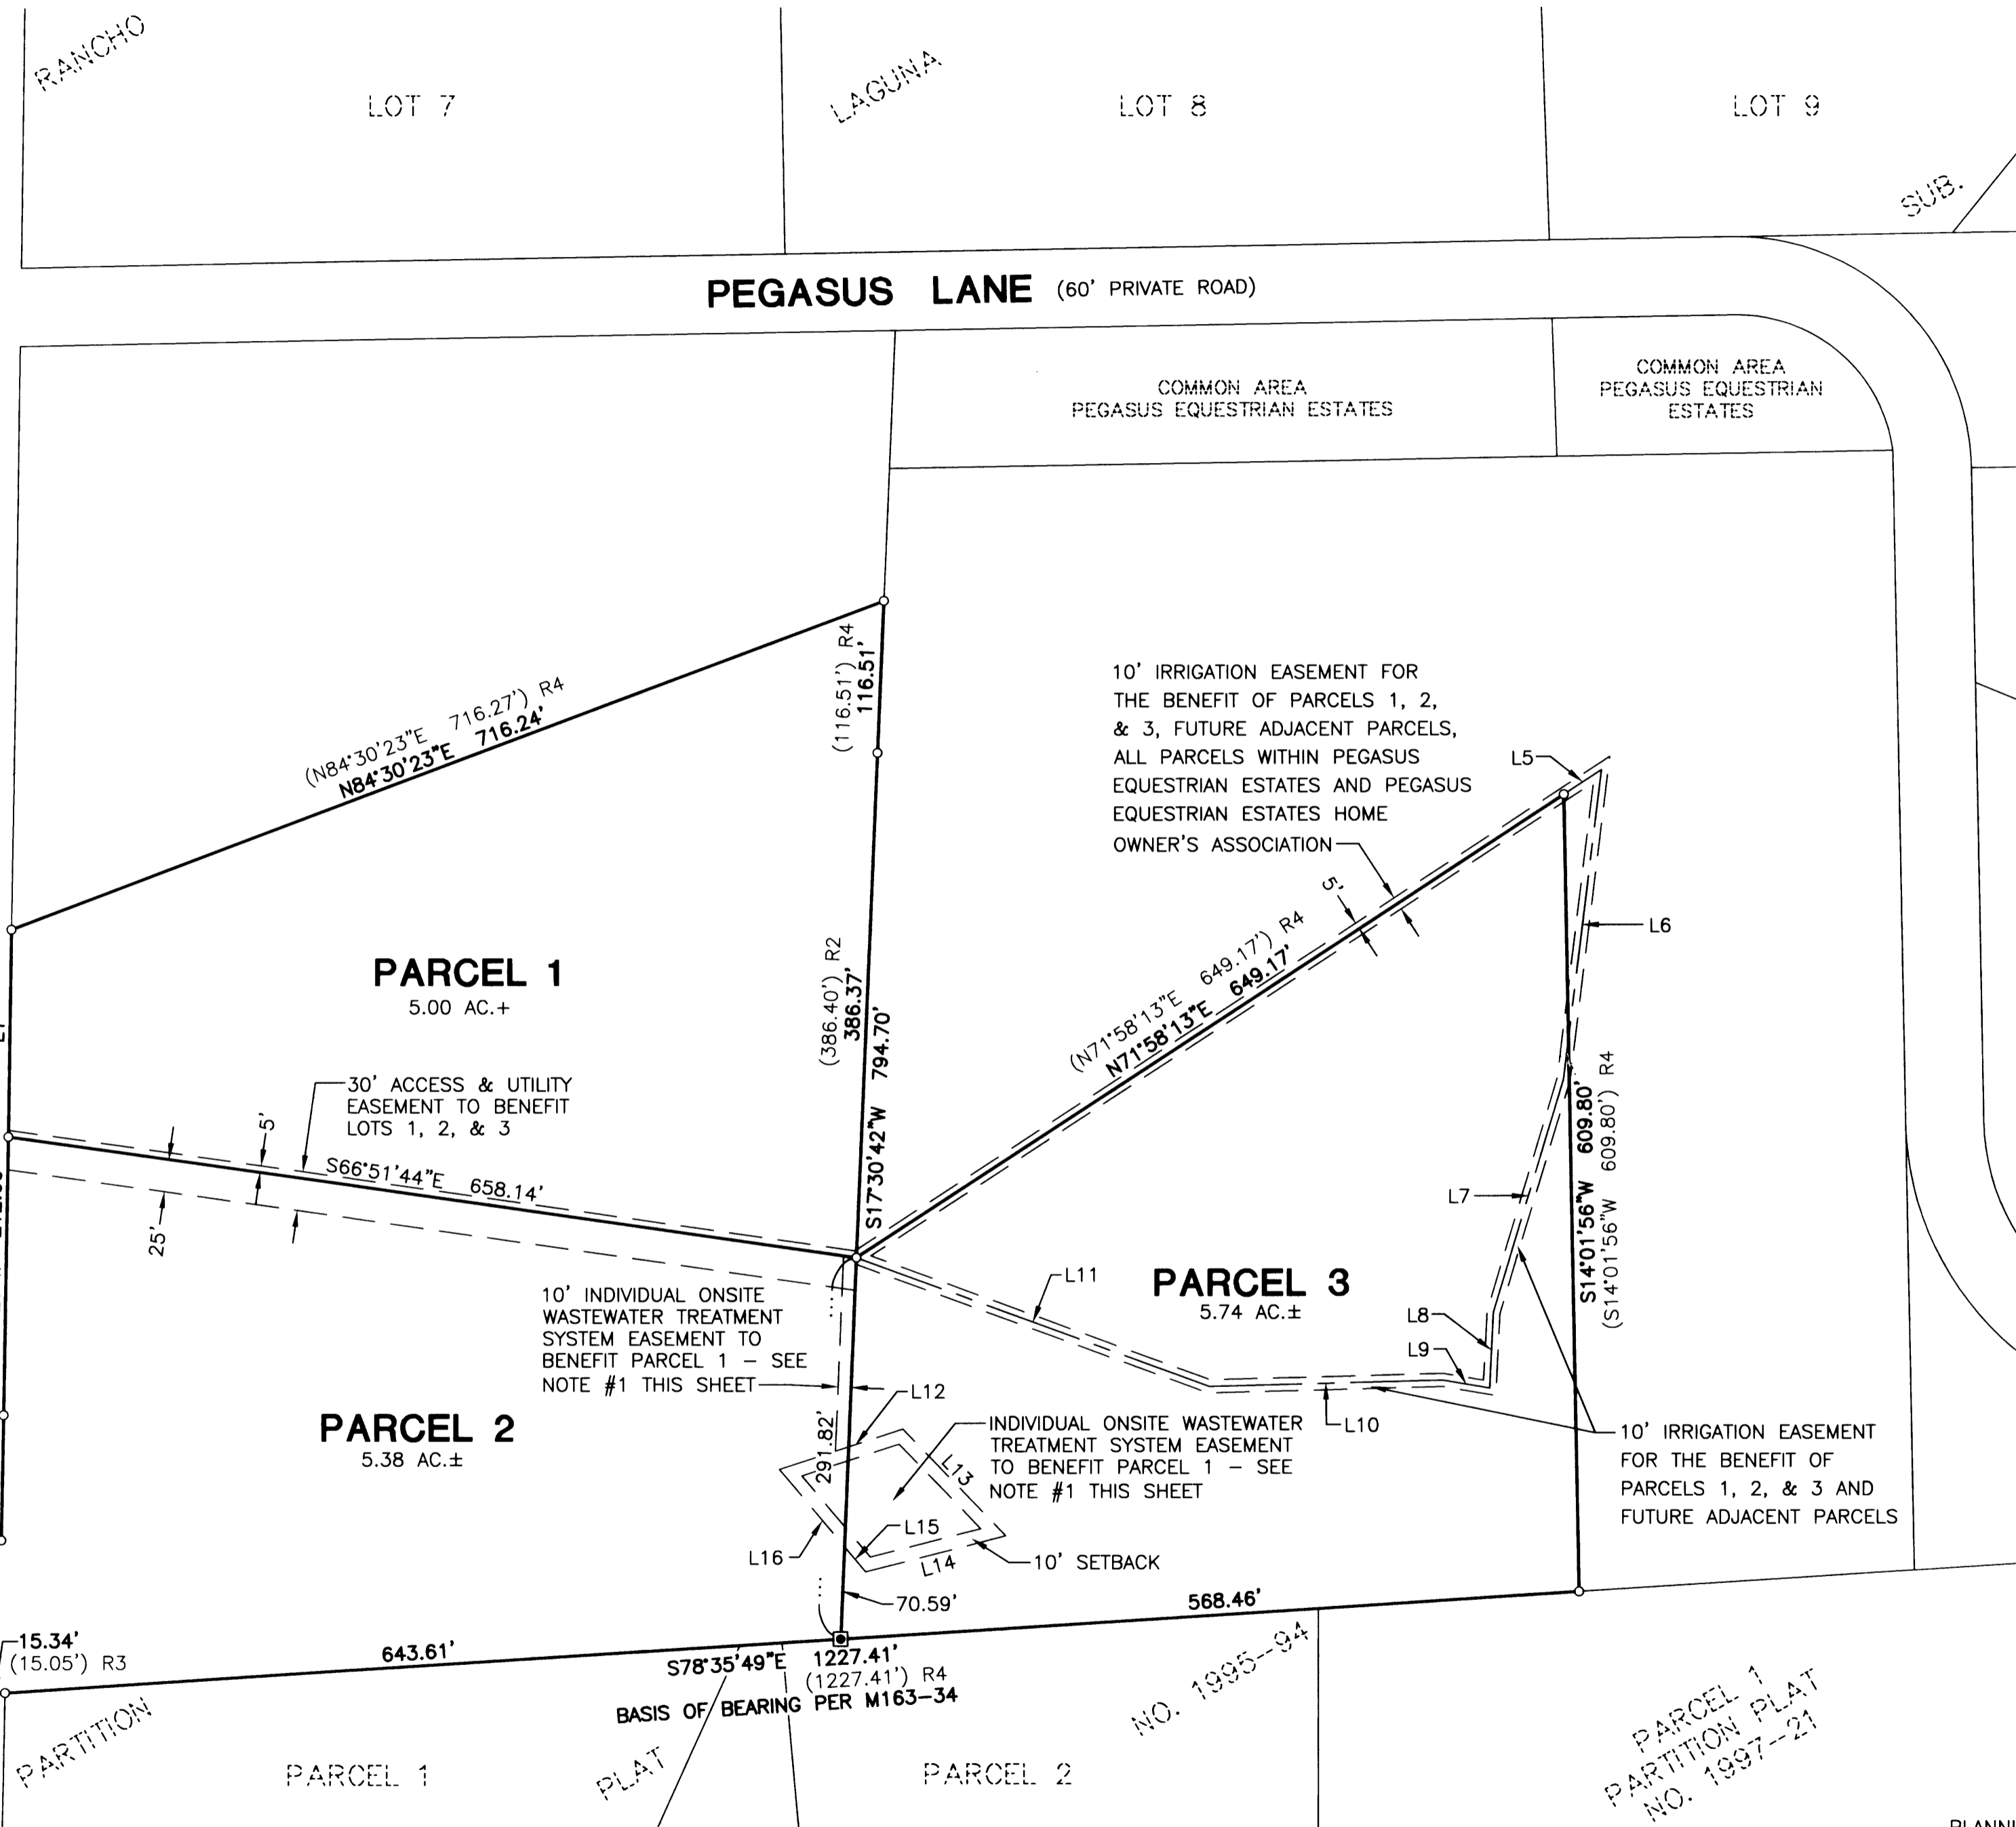 RANCHO
LAGUNA
LOT 7
LOT 8
LOT 9
SUB.
PEGASUS LANE (60' PRIVATE ROAD)
COMMON AREA
PEGASUS EQUESTRIAN ESTATES
COMMON AREA
PEGASUS EQUESTRIAN
ESTATES
(N84°30'23"E 716.27') R4
N84°30'23"E 716.24'
(116.51') R4
116.51'
10' IRRIGATION EASEMENT FOR
THE BENEFIT OF PARCELS 1, 2,
& 3, FUTURE ADJACENT PARCELS,
ALL PARCELS WITHIN PEGASUS
EQUESTRIAN ESTATES AND PEGASUS
EQUESTRIAN ESTATES HOME
OWNER'S ASSOCIATION
L5
5'
L6
PARCEL 1
5.00 AC.+
(386.40') R2
386.37'
S17°30'42"W 794.70'
(N71°58'13"E 649.17') R4
N71°58'13"E 649.17'
30' ACCESS & UTILITY
EASEMENT TO BENEFIT
LOTS 1, 2, & 3
5'
S66°51'44"E 658.14'
25'
S14°01'56"W 609.80'
(S14°01'56"W 609.80') R4
L7
L11
PARCEL 3
5.74 AC.±
L8
L9
L10
10' INDIVIDUAL ONSITE
WASTEWATER TREATMENT
SYSTEM EASEMENT TO
BENEFIT PARCEL 1 – SEE
NOTE #1 THIS SHEET
L12
291.82'
PARCEL 2
5.38 AC.±
INDIVIDUAL ONSITE WASTEWATER
TREATMENT SYSTEM EASEMENT
TO BENEFIT PARCEL 1 – SEE
NOTE #1 THIS SHEET
L13
L15
L16
L14
10' SETBACK
10' IRRIGATION EASEMENT
FOR THE BENEFIT OF
PARCELS 1, 2, & 3 AND
FUTURE ADJACENT PARCELS
70.59'
568.46'
15.34'
(15.05') R3
643.61'
S78°35'49"E 1227.41'
(1227.41') R4
BASIS OF BEARING PER M163-34
PARTITION
PARCEL 1
PLAT
PARCEL 2
NO. 1995-94
PARCEL 1
PARTITION PLAT
NO. 1997-21